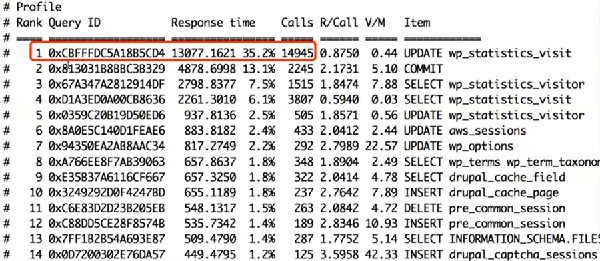 # Profile
# Rank Query ID Response time Calls R/Call V/M Item
# ==== ================== ================ ===== ====== ===== ==============
# 1 0xCBFFFDC5A18B5CD4 13077.1621 35.2% 14945 0.8750 0.44 UPDATE wp_statistics_visit
# 2 0x813031B8BBC3B329 4878.6998 13.1% 2245 2.1731 5.10 COMMIT
# 3 0x67A347A2812914DF 2798.8377 7.5% 1515 1.8474 7.88 SELECT wp_statistics_visitor
# 4 0xD1A3ED0A00CB8636 2261.3010 6.1% 3807 0.5940 0.03 SELECT wp_statistics_visit
# 5 0x0359C20B19D50ED6 937.8136 2.5% 505 1.8571 0.56 UPDATE wp_statistics_visitor
# 6 0x8A0E5C140D1FEAE6 883.8182 2.4% 433 2.0412 2.44 UPDATE aws_sessions
# 7 0x94350EA2AB8AAC34 817.2749 2.2% 292 2.7989 22.57 UPDATE wp_options
# 8 0xA766EE8F7AB39063 657.8637 1.8% 348 1.8904 2.49 SELECT wp_terms wp_term_taxono
# 9 0xE35B37A6116CF667 657.3250 1.8% 322 2.0414 4.78 SELECT drupal_cache_field
# 10 0x3249292D0F4247BD 655.1189 1.8% 237 2.7642 7.89 INSERT drupal_cache_page
# 11 0xC6E83D2D23B205EB 548.1317 1.5% 263 2.0842 4.72 DELETE pre_common_session
# 12 0xC88DD5CE28F8574B 535.7342 1.4% 189 2.8346 10.93 INSERT pre_common_session
# 13 0x7FF1B2B54A693E87 509.4790 1.4% 287 1.7752 5.14 SELECT INFORMATION_SCHEMA.FILES
# 14 0x0D7200302E76DA57 449.4795 1.2% 125 3.5958 42.33 INSERT drupal_captcha_sessions